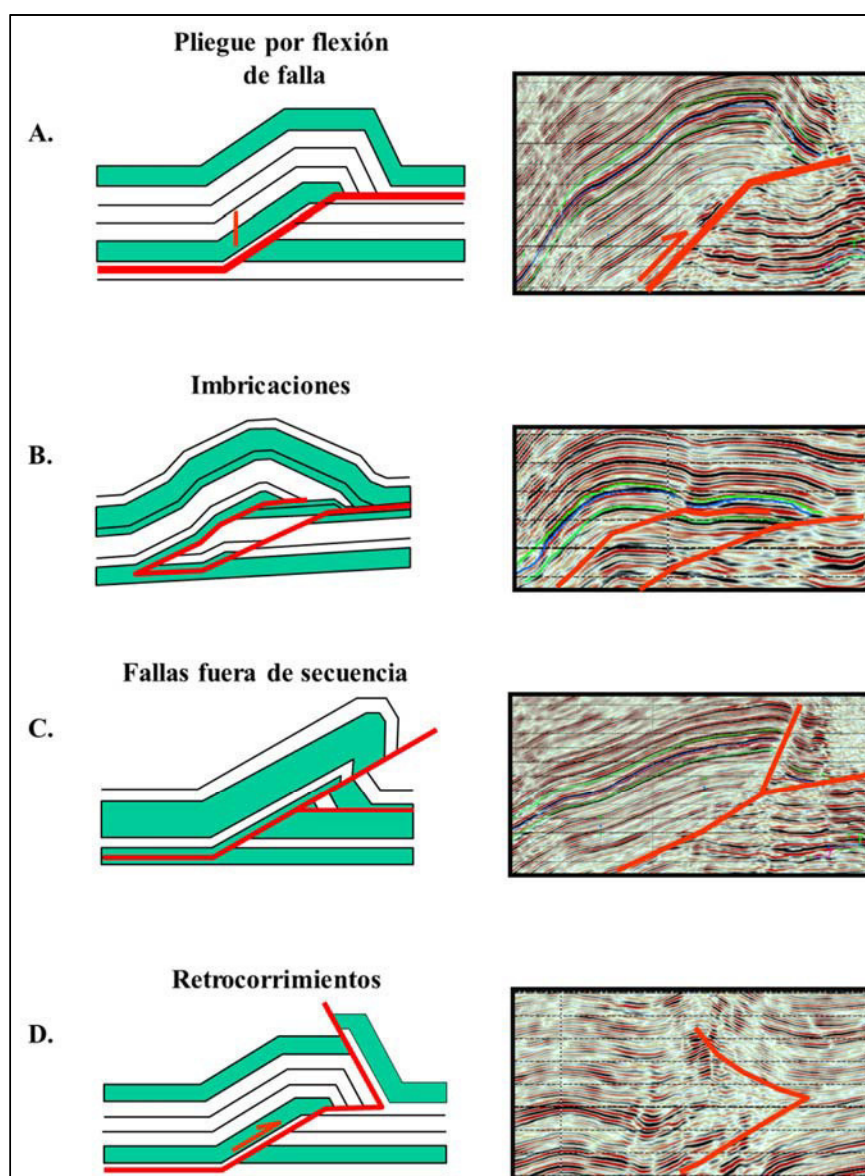 Pliegue por flexión
de falla
A.
Imbricaciones
B.
Fallas fuera de secuencia
C.
Retrocorrimientos
D.